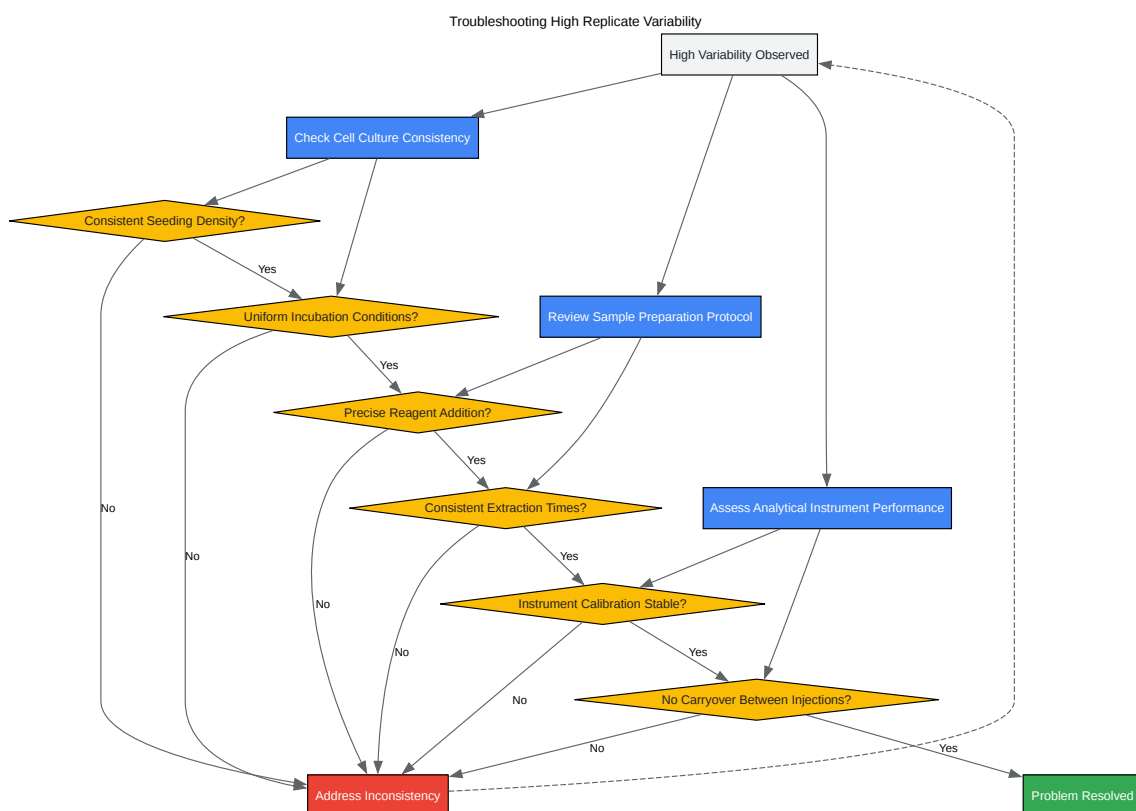 Troubleshooting High Replicate Variability
High Variability Observed
Check Cell Culture Consistency
Consistent Seeding Density?
Yes
Uniform Incubation Conditions?
Review Sample Preparation Protocol
Yes
Precise Reagent Addition?
Yes
No
Consistent Extraction Times?
Assess Analytical Instrument Performance
No
Yes
No
Instrument Calibration Stable?
No
Yes
No
No Carryover Between Injections?
No
Yes
Address Inconsistency
Problem Resolved